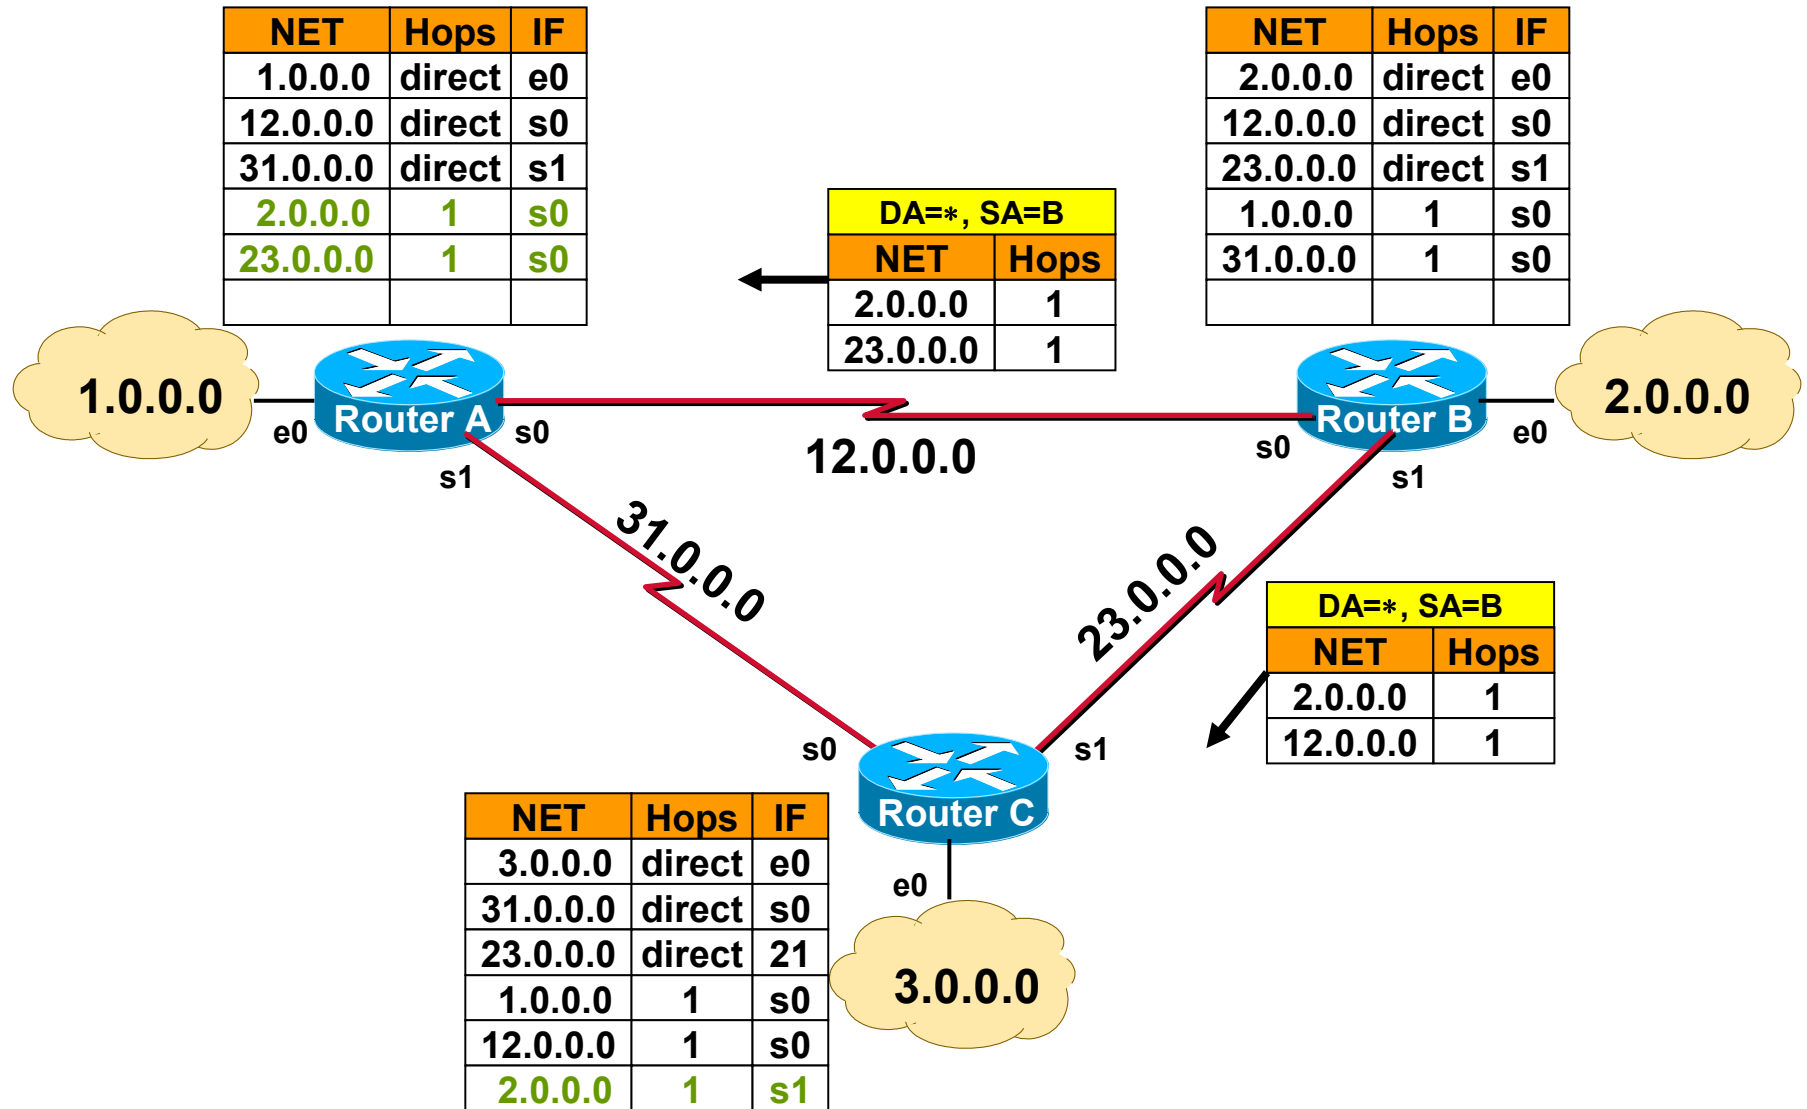 NET Hops IF
1.0.0.0 direct e0
12.0.0.0 direct s0
31.0.0.0 direct s1
2.0.0.0 1 s0
23.0.0.0 1 s0
NET Hops IF
2.0.0.0 direct e0
12.0.0.0 direct s0
23.0.0.0 direct s1
1.0.0.0 1 s0
31.0.0.0 1 s0
DA=*, SA=B
NET Hops
2.0.0.0 1
23.0.0.0 1
1.0.0.0
e0
Router A
s0
s1
12.0.0.0
s0
Router B
e0
s1
2.0.0.0
31.0.0.0
23.0.0.0
DA=*, SA=B
NET Hops
2.0.0.0 1
12.0.0.0 1
s0
s1
Router C
e0
3.0.0.0
NET Hops IF
3.0.0.0 direct e0
31.0.0.0 direct s0
23.0.0.0 direct 21
1.0.0.0 1 s0
12.0.0.0 1 s0
2.0.0.0 1 s1